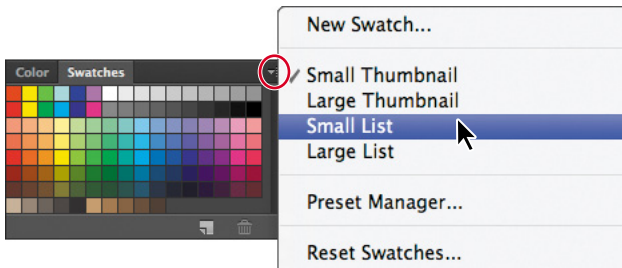 Color Swatches
New Swatch...
✓ Small Thumbnail
Large Thumbnail
Small List
Large List
Preset Manager...
Reset Swatches...